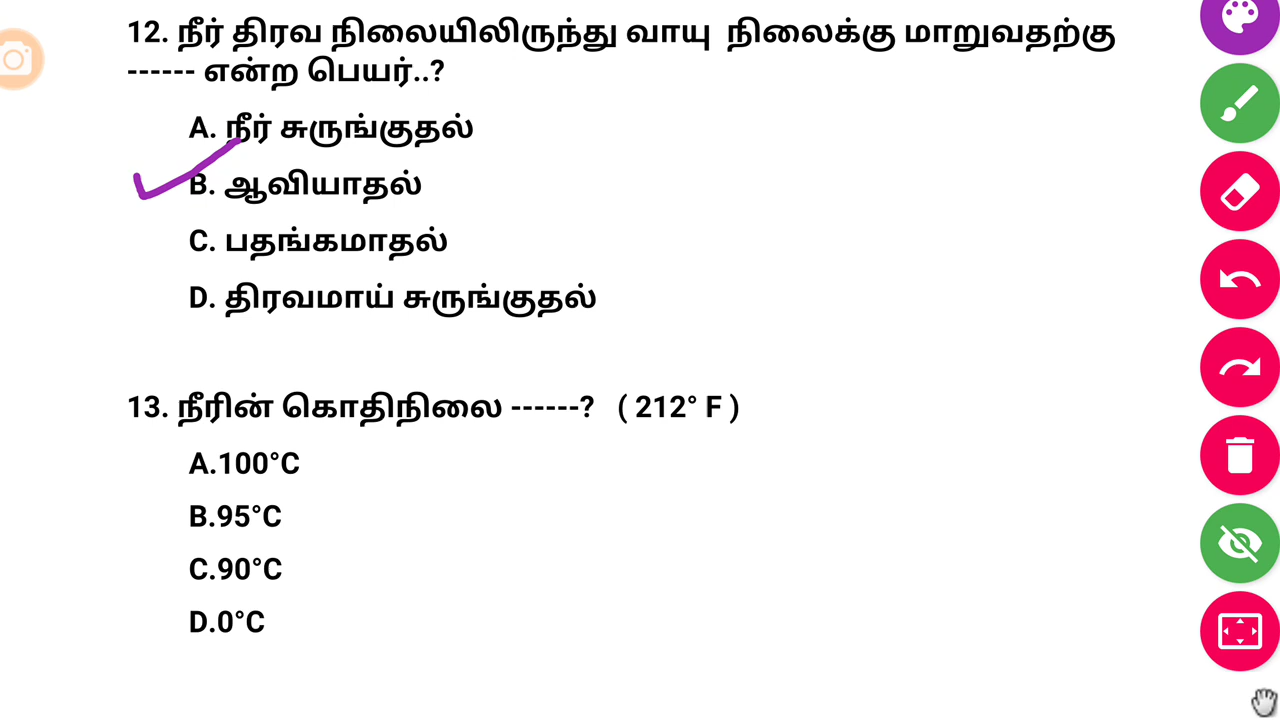 12. நீர் திரவ நிலையிலிருந்து வாயு நிலைக்கு மாறுவதற்கு
------ என்ற பெயர்..?
A. நீர் சுருங்குதல்
B. ஆவியாதல்
C. பதங்கமாதல்
D. திரவமாய் சுருங்குதல்
13. நீரின் கொதிநிலை ------? ( 212° F )
A.100°C
B.95°C
C.90°C
D.0°C